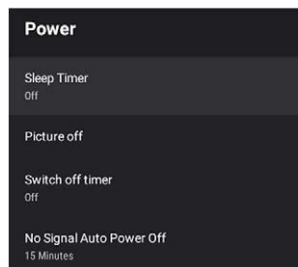 Power
Sleep Timer
Off
Picture off
Switch off timer
Off
No Signal Auto Power Off
15 Minutes